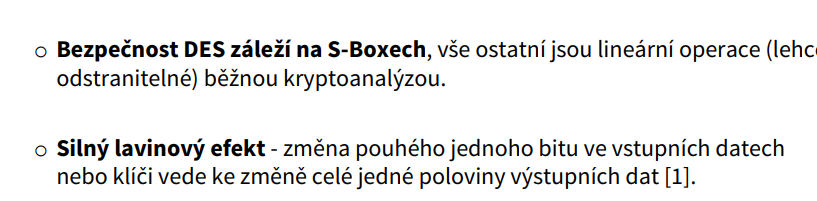 ○ Bezpečnost DES záleží na S-Boxech, vše ostatní jsou lineární operace
odstranitelné) běžnou kryptoanalýzou.
○ Silný lavinový efekt - změna pouhého jednoho bitu ve vstupních datech
nebo klíči vede ke změně celé jedné poloviny výstupních dat [1].